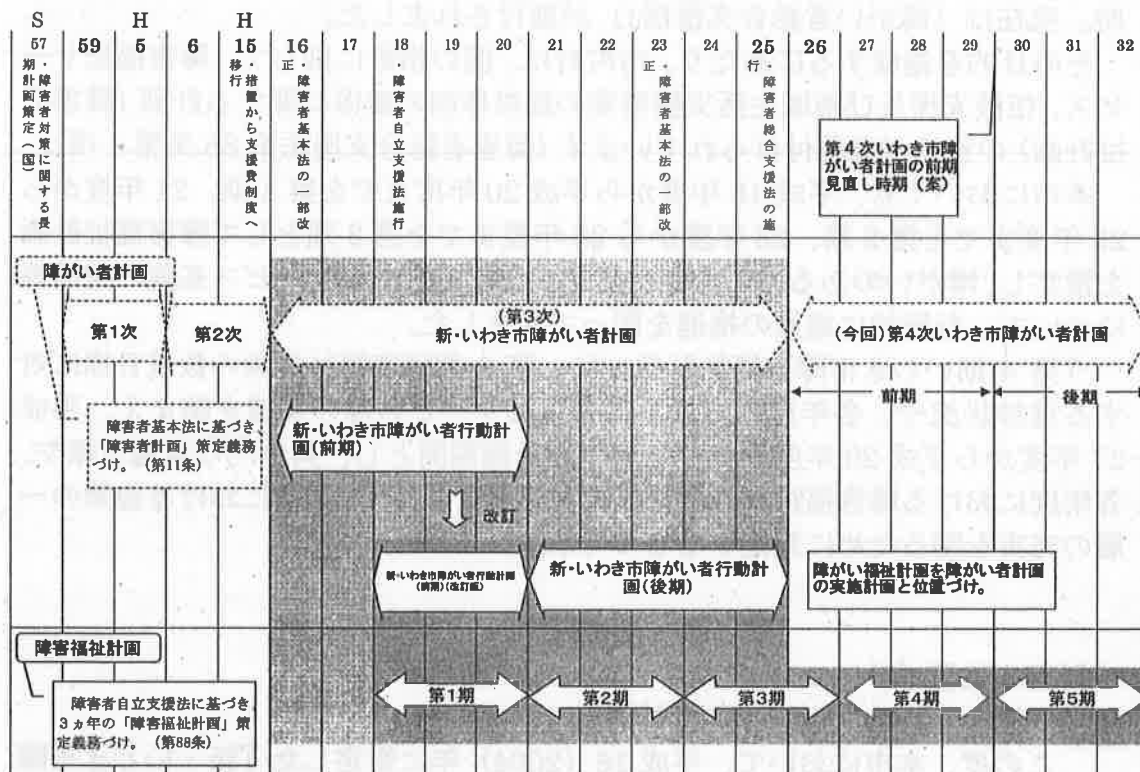 S H H
57 59 5 6 15 16 17 18 19 20 21 22 23 24 25 26 27 28 29 30 31 32
・障害者対策に関する長
期計画策定（国）
・措置費から支援費制度へ
移行
・障害者基本法の一部改
正
・障害者自立支援法施行
・障害者基本法の一部改
正
・障害者総合支援法の施
行
第4次いわき市障
がい者計画の前期
見直し時期（案）
障がい者計画
第1次
第2次
（第3次）
新・いわき市障がい者計画
（今回）第4次いわき市障がい者計画
前期
後期
障害者基本法に基づき、
「障害者計画」策定義務
づけ。（第11条）
新・いわき市障がい者行動計
画(前期)
改訂
新・いわき市障がい者行動計画
(前期)(改訂版)
新・いわき市障がい者行動計
画(後期)
障がい福祉計画を障がい者計画
の実施計画と位置づけ。
障害福祉計画
障害者自立支援法に基づき、
3ヵ年の「障害福祉計画」策
定義務づけ。（第88条）
第1期
第2期
第3期
第4期
第5期